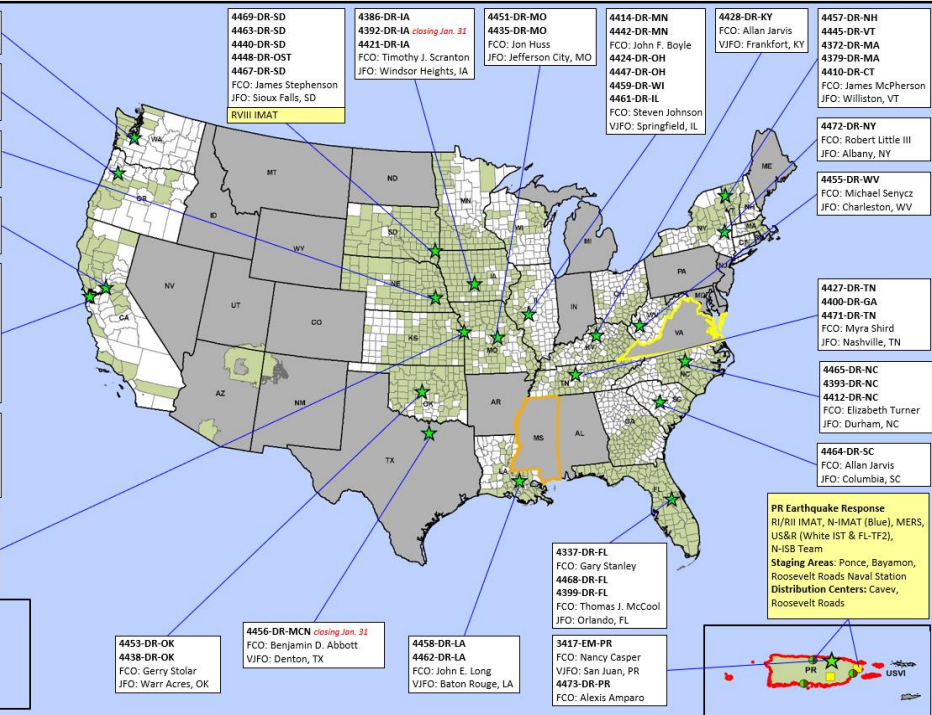 4469-DR-SD
4463-DR-SD
4440-DR-SD
4448-DR-OST
4467-DR-SD
FCO: James Stephenson
JFO: Sioux Falls, SD
RVIII IMAT
4386-DR-IA
4392-DR-IA closing Jan. 31
4421-DR-IA
FCO: Timothy J. Scranton
JFO: Windsor Heights, IA
4451-DR-MO
4435-DR-MO
FCO: Jon Huss
JFO: Jefferson City, MO
4414-DR-MN
4442-DR-MN
FCO: John F. Boyle
4424-DR-OH
4447-DR-OH
4459-DR-WI
4461-DR-IL
FCO: Steven Johnson
VJFO: Springfield, IL
4428-DR-KY
FCO: Allan Jarvis
VJFO: Frankfort, KY
4457-DR-NH
4445-DR-VT
4372-DR-MA
4379-DR-MA
4410-DR-CT
FCO: James McPherson
JFO: Williston, VT
4472-DR-NY
FCO: Robert Little III
JFO: Albany, NY
4455-DR-WV
FCO: Michael Senycz
JFO: Charleston, WV
4427-DR-TN
4400-DR-GA
4471-DR-TN
FCO: Myra Shird
JFO: Nashville, TN
4465-DR-NC
4393-DR-NC
4412-DR-NC
FCO: Elizabeth Turner
JFO: Durham, NC
4464-DR-SC
FCO: Allan Jarvis
JFO: Columbia, SC
PR Earthquake Response
RI/RII IMAT, N-IMAT (Blue), MERS,
US&R (White IST & FL-TF2),
N-ISB Team
Staging Areas: Ponce, Bayamon,
Roosevelt Roads Naval Station
Distribution Centers: Cavev,
Roosevelt Roads
4337-DR-FL
FCO: Gary Stanley
4468-DR-FL
4399-DR-FL
FCO: Thomas J. McCool
JFO: Orlando, FL
3417-EM-PR
FCO: Nancy Casper
VJFO: San Juan, PR
4473-DR-PR
FCO: Alexis Amparo
4458-DR-LA
4462-DR-LA
FCO: John E. Long
VJFO: Baton Rouge, LA
4456-DR-MCN closing Jan. 31
FCO: Benjamin D. Abbott
VJFO: Denton, TX
4453-DR-OK
4438-DR-OK
FCO: Gerry Stolar
JFO: Warr Acres, OK
WA
MT
ND
MN
ME
OR
ID
SD
WI
MI
NY
VT
NH
MA
CT
WY
NE
IA
PA
NJ
NV
UT
CO
IL
IN
OH
WV
MD
VA
CA
KS
MO
KY
AZ
NM
OK
AR
TN
NC
SC
TX
LA
MS
AL
GA
FL
PR
USVI